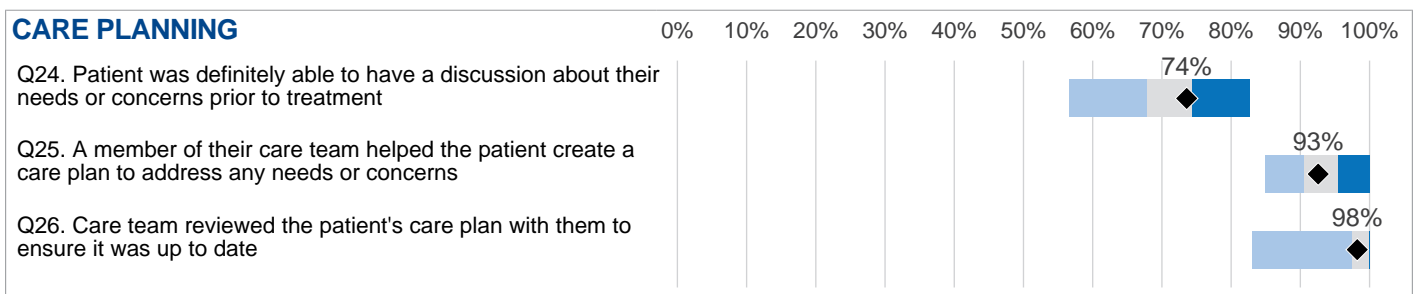 CARE PLANNING
0% 10% 20% 30% 40% 50% 60% 70% 80% 90% 100%
Q24. Patient was definitely able to have a discussion about their
needs or concerns prior to treatment
74%
Q25. A member of their care team helped the patient create a
care plan to address any needs or concerns
93%
Q26. Care team reviewed the patient's care plan with them to
ensure it was up to date
98%